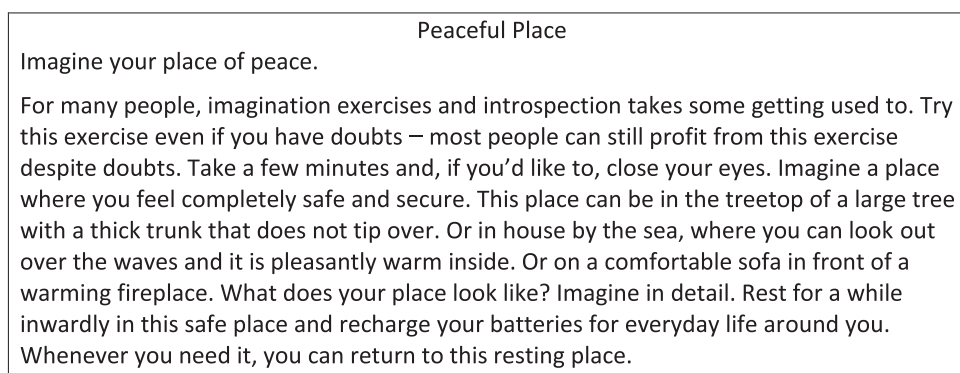 Peaceful Place
Imagine your place of peace.
For many people, imagination exercises and introspection takes some getting used to. Try
this exercise even if you have doubts – most people can still profit from this exercise
despite doubts. Take a few minutes and, if you’d like to, close your eyes. Imagine a place
where you feel completely safe and secure. This place can be in the treetop of a large tree
with a thick trunk that does not tip over. Or in house by the sea, where you can look out
over the waves and it is pleasantly warm inside. Or on a comfortable sofa in front of a
warming fireplace. What does your place look like? Imagine in detail. Rest for a while
inwardly in this safe place and recharge your batteries for everyday life around you.
Whenever you need it, you can return to this resting place.